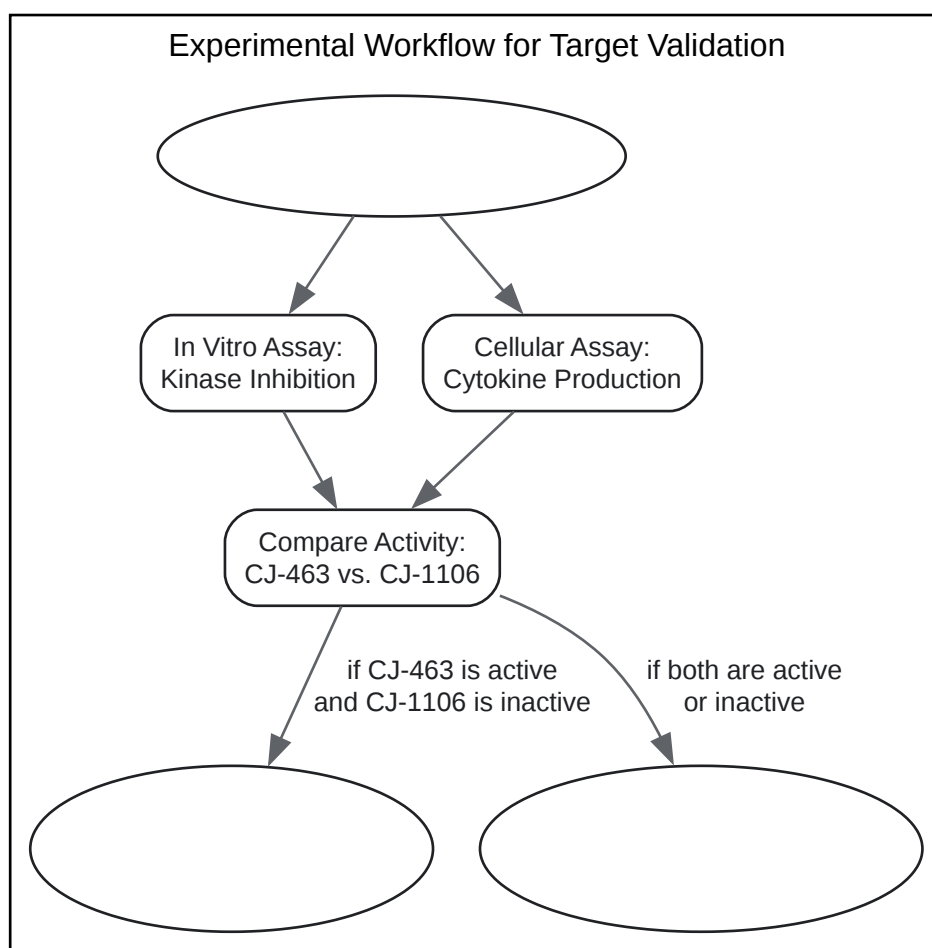 Experimental Workflow for Target Validation
In Vitro Assay:
Kinase Inhibition
Cellular Assay:
Cytokine Production
Compare Activity:
CJ-463 vs. CJ-1106
if CJ-463 is active
and CJ-1106 is inactive
if both are active
or inactive